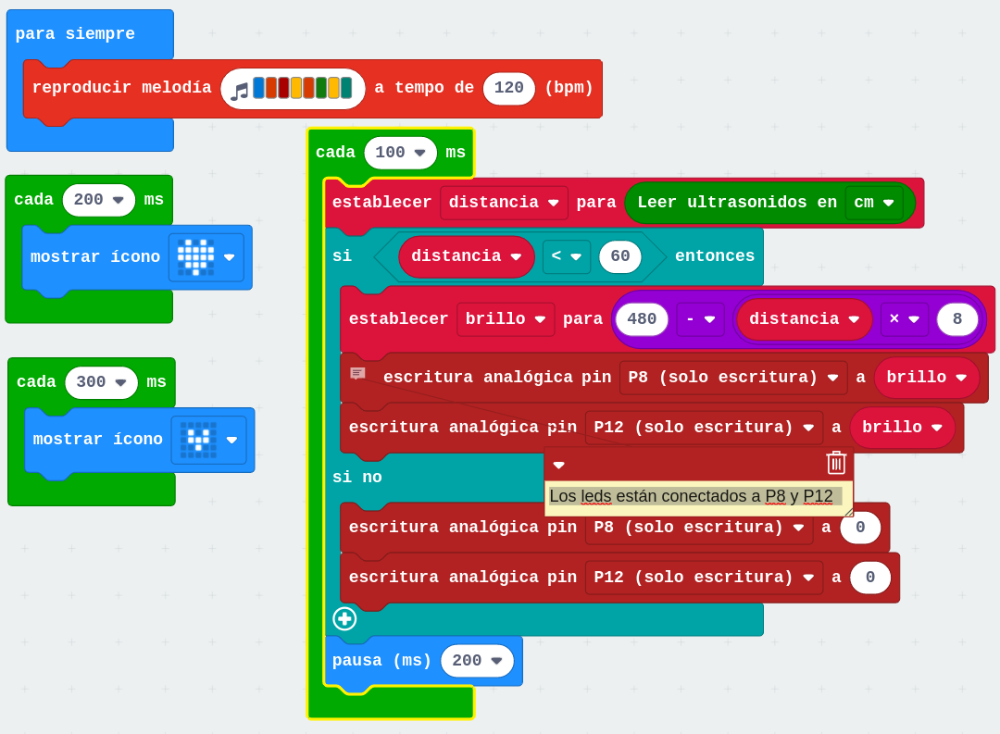 para siempre
reproducir melodía a tempo de 120 (bpm)
cada 200 ms
mostrar ícono
cada 300 ms
mostrar ícono
cada 100 ms
establecer distancia para Leer ultrasonidos en cm
si distancia < 60 entonces
establecer brillo para 480 - distancia × 8
escritura analógica pin P8 (solo escritura) a brillo
escritura analógica pin P12 (solo escritura) a brillo
si no
Los leds están conectados a P8 y P12
escritura analógica pin P8 (solo escritura) a 0
escritura analógica pin P12 (solo escritura) a 0
pausa (ms) 200